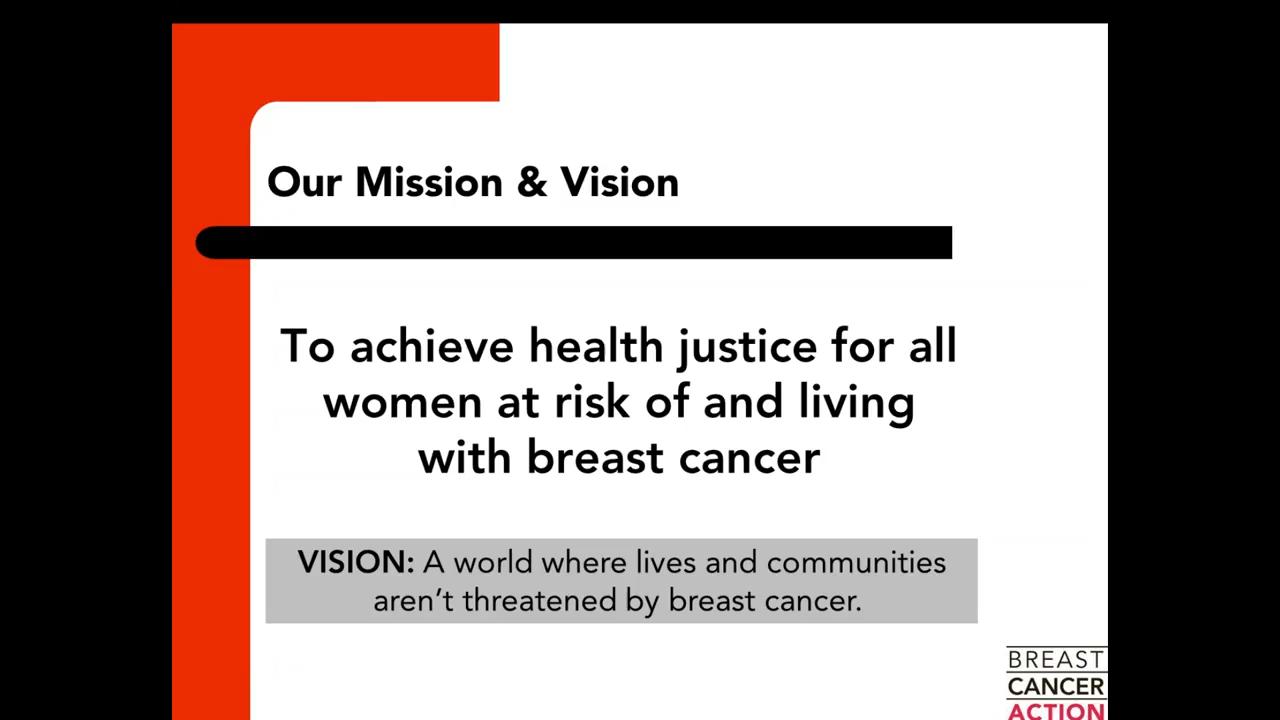 Our Mission & Vision
To achieve health justice for all
women at risk of and living
with breast cancer
VISION: A world where lives and communities
aren't threatened by breast cancer.
BREAST
CANCER
ACTION